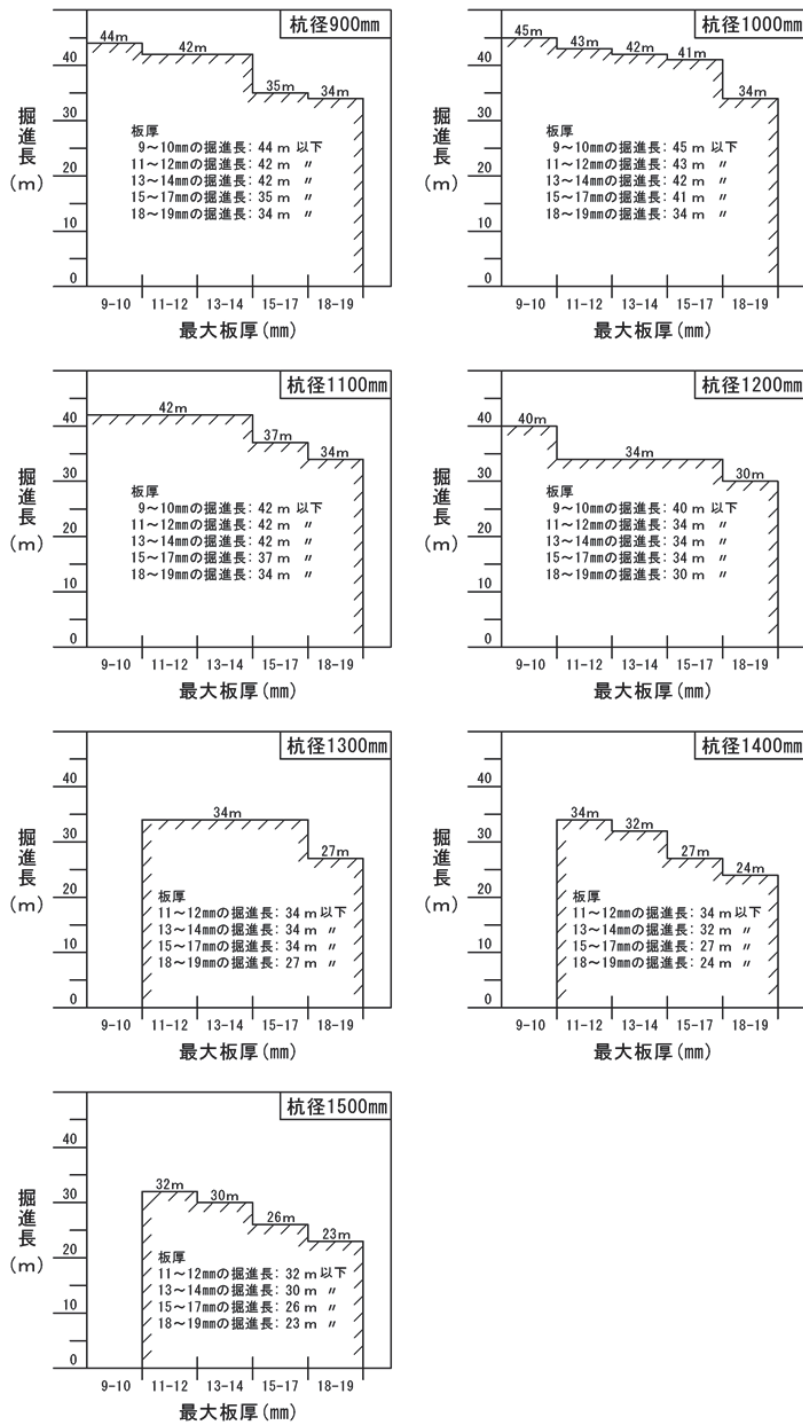 杭径900㎜
44m
42m
35m
34m
40
30
20
10
0
掘進長(m)
板厚
9～10㎜の掘進長: 44 m 以下
11～12㎜の掘進長: 42 m 〃
13～14㎜の掘進長: 42 m 〃
15～17㎜の掘進長: 35 m 〃
18～19㎜の掘進長: 34 m 〃
9-10 11-12 13-14 15-17 18-19
最大板厚(㎜)
杭径1000㎜
45m
43m
42m
41m
34m
40
30
20
10
0
掘進長(m)
板厚
9～10㎜の掘進長: 45 m 以下
11～12㎜の掘進長: 43 m 〃
13～14㎜の掘進長: 42 m 〃
15～17㎜の掘進長: 41 m 〃
18～19㎜の掘進長: 34 m 〃
9-10 11-12 13-14 15-17 18-19
最大板厚(㎜)
杭径1100㎜
42m
37m
34m
40
30
20
10
0
掘進長(m)
板厚
9～10㎜の掘進長: 42 m 以下
11～12㎜の掘進長: 42 m 〃
13～14㎜の掘進長: 42 m 〃
15～17㎜の掘進長: 37 m 〃
18～19㎜の掘進長: 34 m 〃
9-10 11-12 13-14 15-17 18-19
最大板厚(㎜)
杭径1200㎜
40m
34m
30m
40
30
20
10
0
掘進長(m)
板厚
9～10㎜の掘進長: 40 m 以下
11～12㎜の掘進長: 34 m 〃
13～14㎜の掘進長: 34 m 〃
15～17㎜の掘進長: 34 m 〃
18～19㎜の掘進長: 30 m 〃
9-10 11-12 13-14 15-17 18-19
最大板厚(㎜)
杭径1300㎜
34m
27m
40
30
20
10
0
掘進長(m)
板厚
11～12㎜の掘進長: 34 m 以下
13～14㎜の掘進長: 34 m 〃
15～17㎜の掘進長: 34 m 〃
18～19㎜の掘進長: 27 m 〃
9-10 11-12 13-14 15-17 18-19
最大板厚(㎜)
杭径1400㎜
34m
32m
27m
24m
40
30
20
10
0
掘進長(m)
板厚
11～12㎜の掘進長: 34 m 以下
13～14㎜の掘進長: 32 m 〃
15～17㎜の掘進長: 27 m 〃
18～19㎜の掘進長: 24 m 〃
9-10 11-12 13-14 15-17 18-19
最大板厚(㎜)
杭径1500㎜
32m
30m
26m
23m
40
30
20
10
0
掘進長(m)
板厚
11～12㎜の掘進長: 32 m 以下
13～14㎜の掘進長: 30 m 〃
15～17㎜の掘進長: 26 m 〃
18～19㎜の掘進長: 23 m 〃
9-10 11-12 13-14 15-17 18-19
最大板厚(㎜)